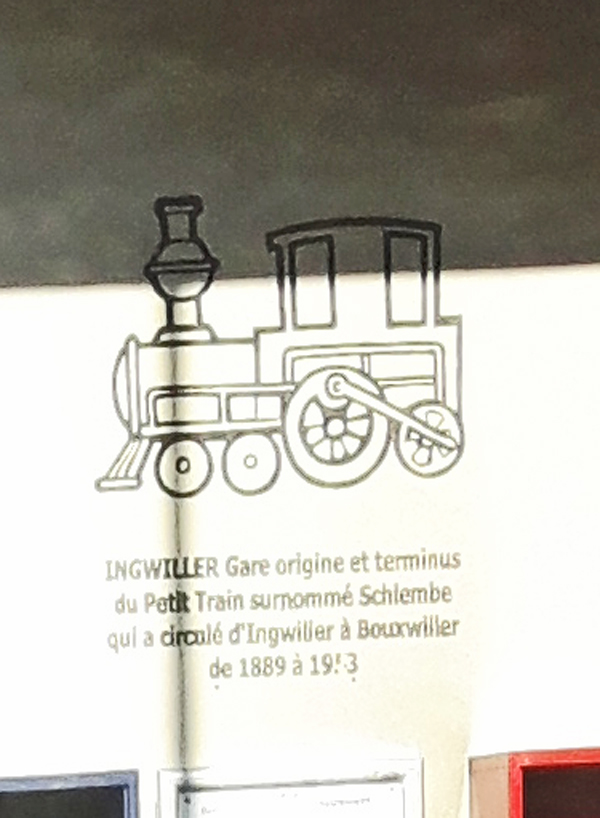 INGWILLER Gare origine et terminus
du Petit Train surnommé Schlembe
qui a circulé d'Ingwiller à Bouxwiller
de 1889 à